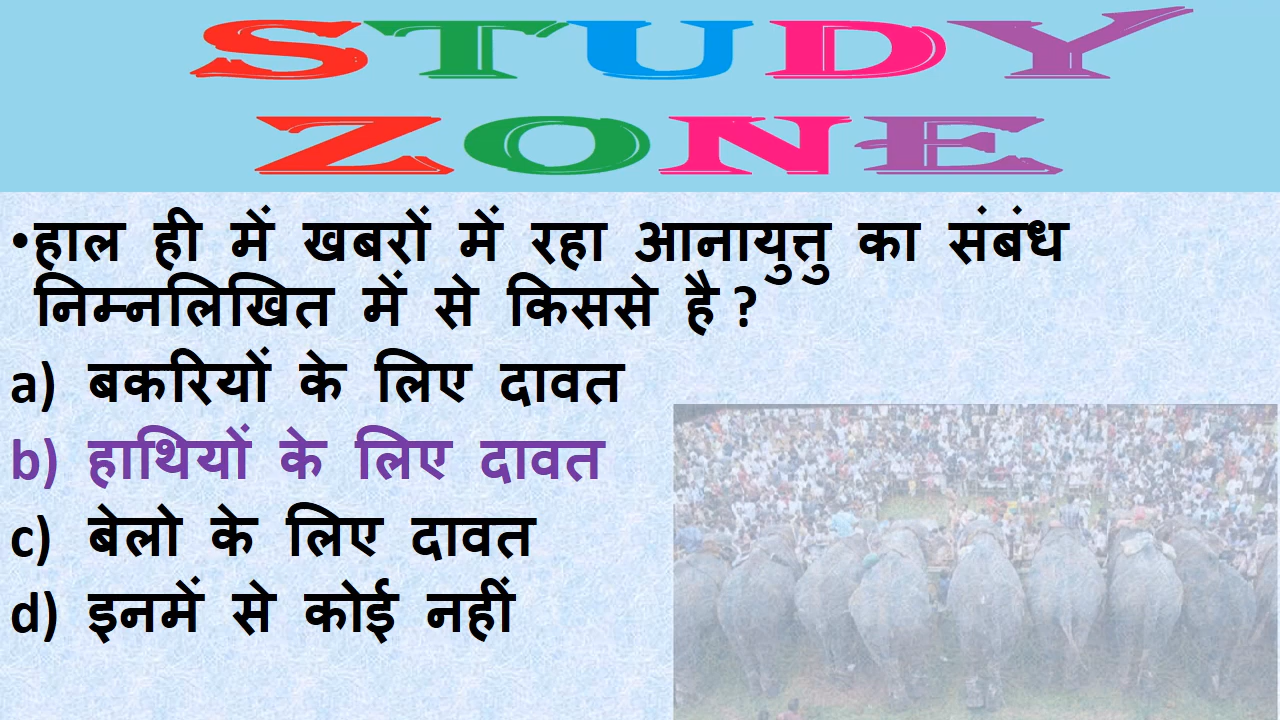 STUDY
ZONE
•हाल ही में खबरों में रहा आनायुत्तु का संबंध
निम्नलिखित में से किससे है ?
a) बकरियों के लिए दावत
b) हाथियों के लिए दावत
c) बेलो के लिए दावत
d) इनमें से कोई नहीं